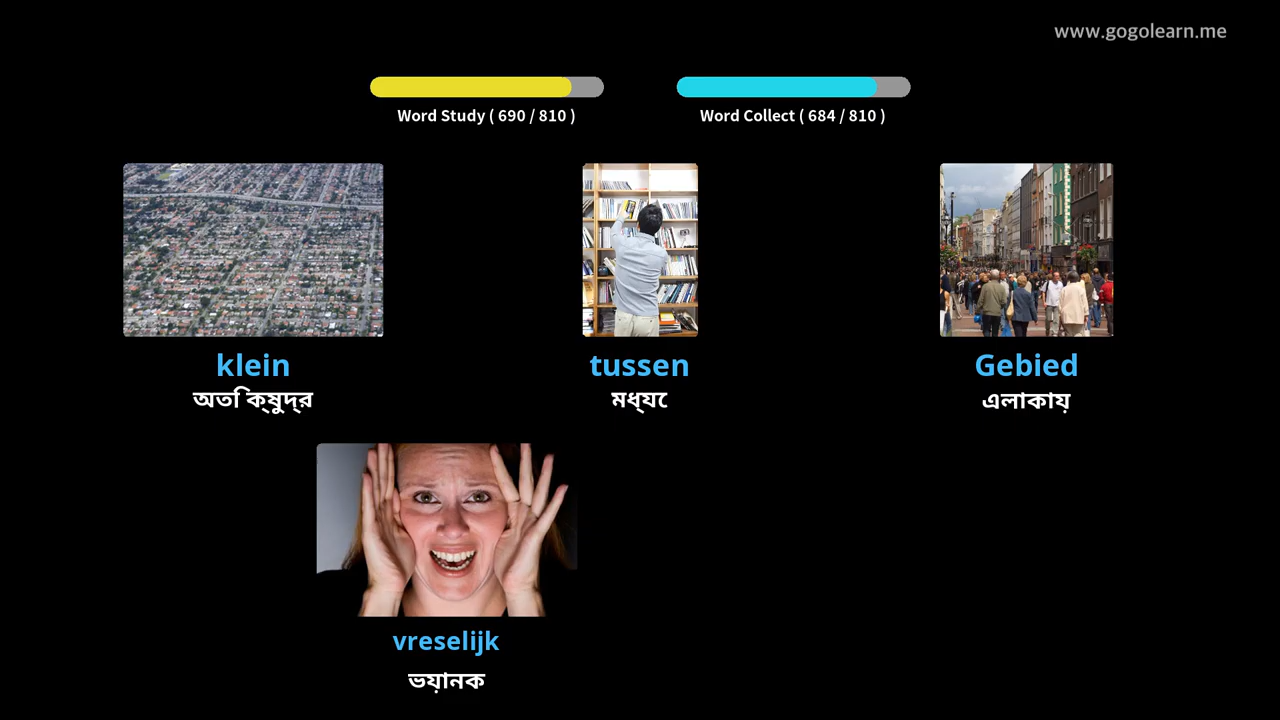 www.gogolearn.me
Word Study ( 690 / 810 )
Word Collect ( 684 / 810 )
klein
tussen
Gebied
অতি ক্ষুদ্র
মধ্যে
এলাকায়
vreselijk
ভয়ানক